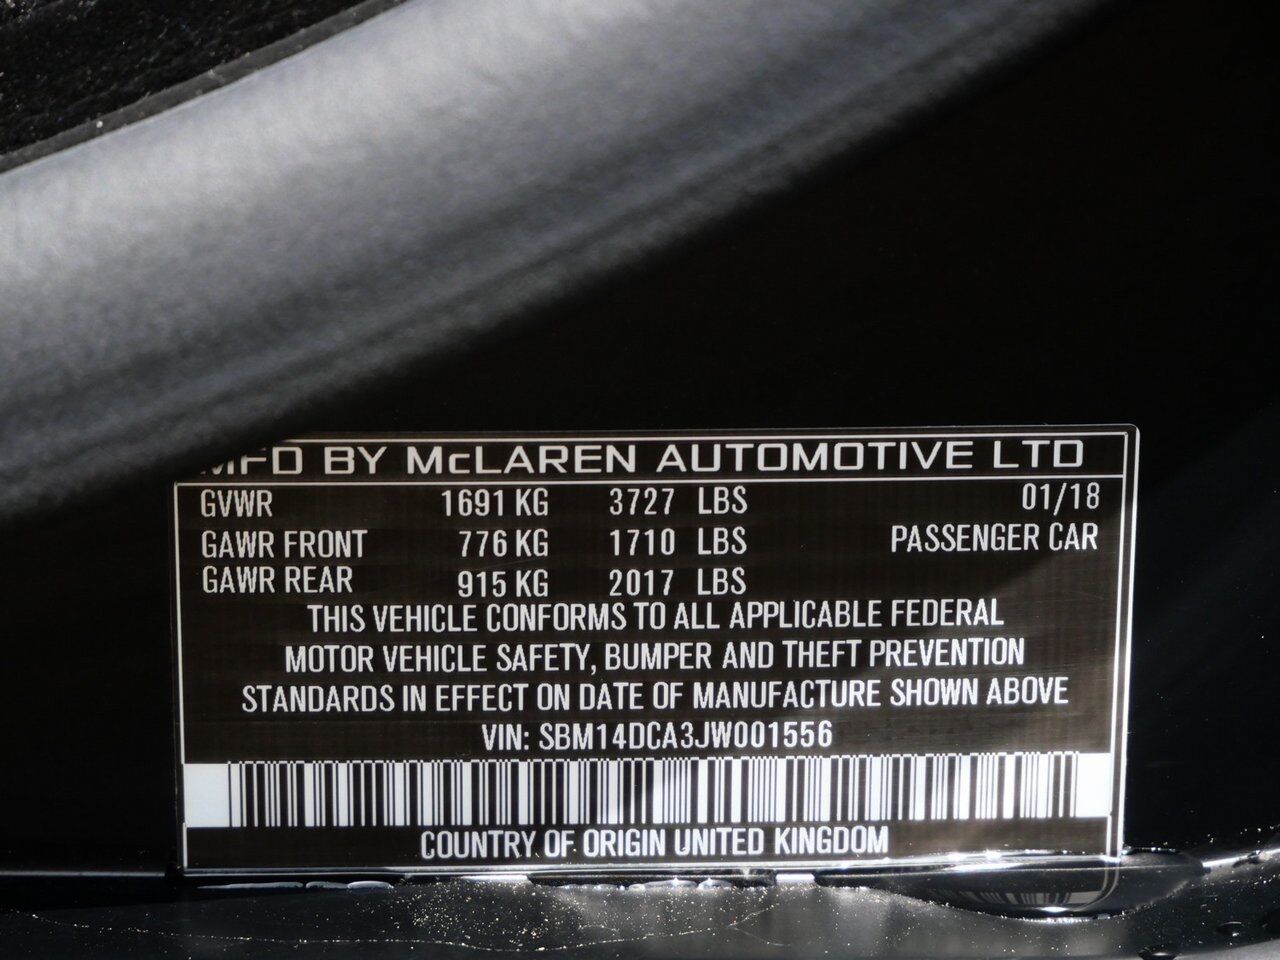 MFD BY McLAREN AUTOMOTIVE LTD
GVWR 1691 KG 3727 LBS 01/18
GAWR FRONT 776 KG 1710 LBS PASSENGER CAR
GAWR REAR 915 KG 2017 LBS
THIS VEHICLE CONFORMS TO ALL APPLICABLE FEDERAL
MOTOR VEHICLE SAFETY, BUMPER AND THEFT PREVENTION
STANDARDS IN EFFECT ON DATE OF MANUFACTURE SHOWN ABOVE
VIN: SBM14DCA3JW001556
COUNTRY OF ORIGIN UNITED KINGDOM